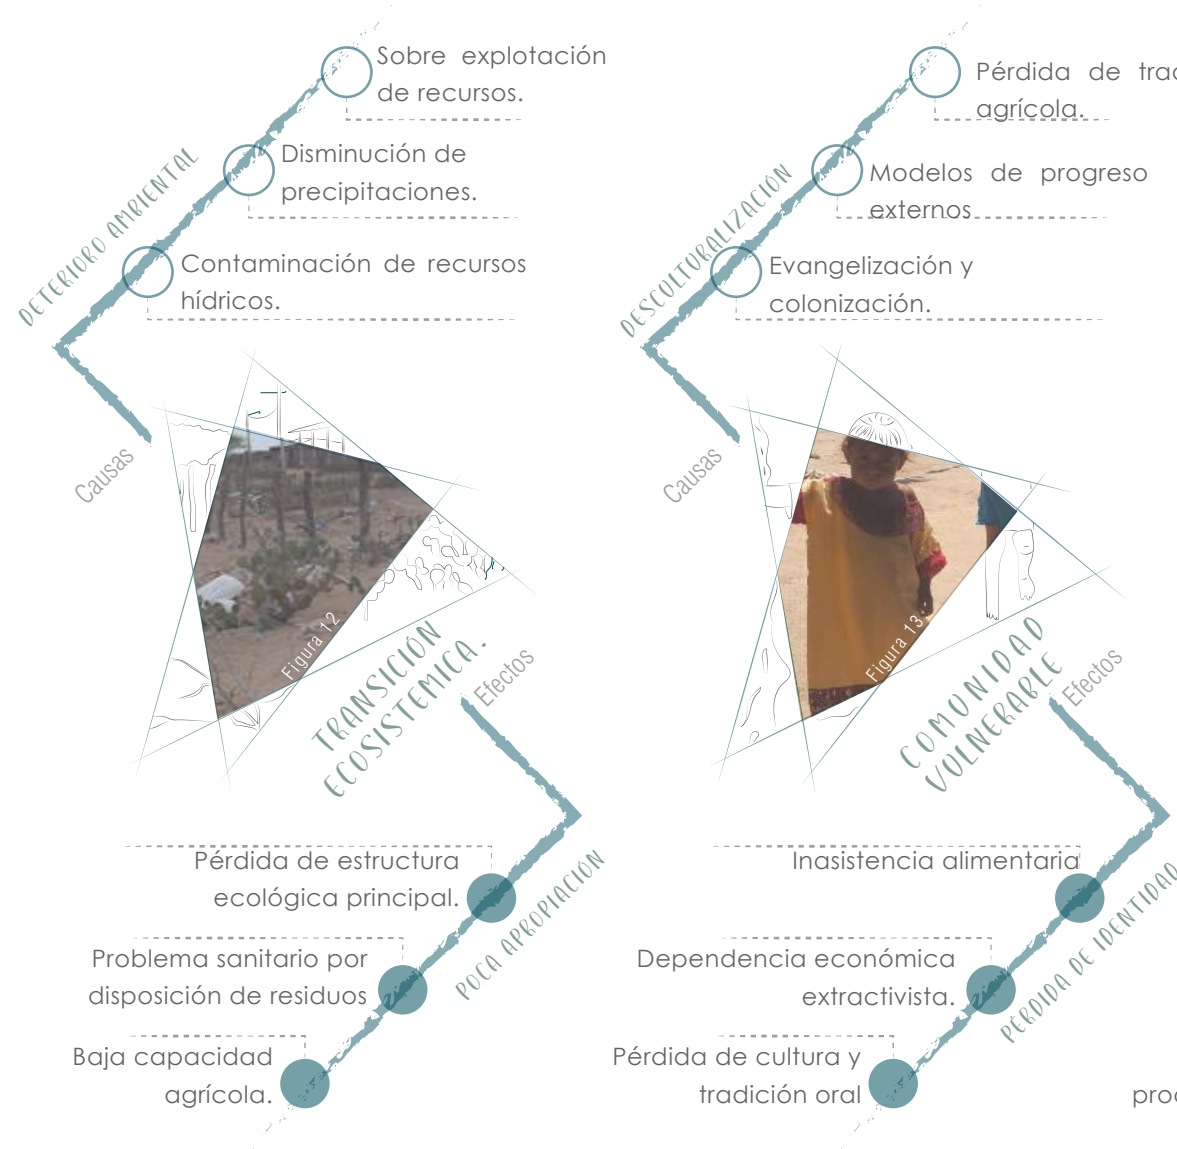 Sobre explotación
de recursos.
Disminución de
precipitaciones.
Contaminación de recursos
hídricos.
DETERIORO AMBIENTAL
Causas
Figura 12
TRANSICIÓN
ECOSISTEMICA.
Efectos
Pérdida de estructura
ecológica principal.
Problema sanitario por
disposición de residuos
Baja capacidad
agrícola.
POCA APROPIACIÓN
Pérdida de
agrícola.
Modelos de progreso
externos
Evangelización y
colonización.
DESCULTURALIZACIÓN
Causas
Figura 13.
COMUNIDAD
VULNERABLE
Efectos
Inasistencia alimentaria
Dependencia económica
extractivista.
Pérdida de cultura y
tradición oral
PÉRDIDA DE IDENTIDAD